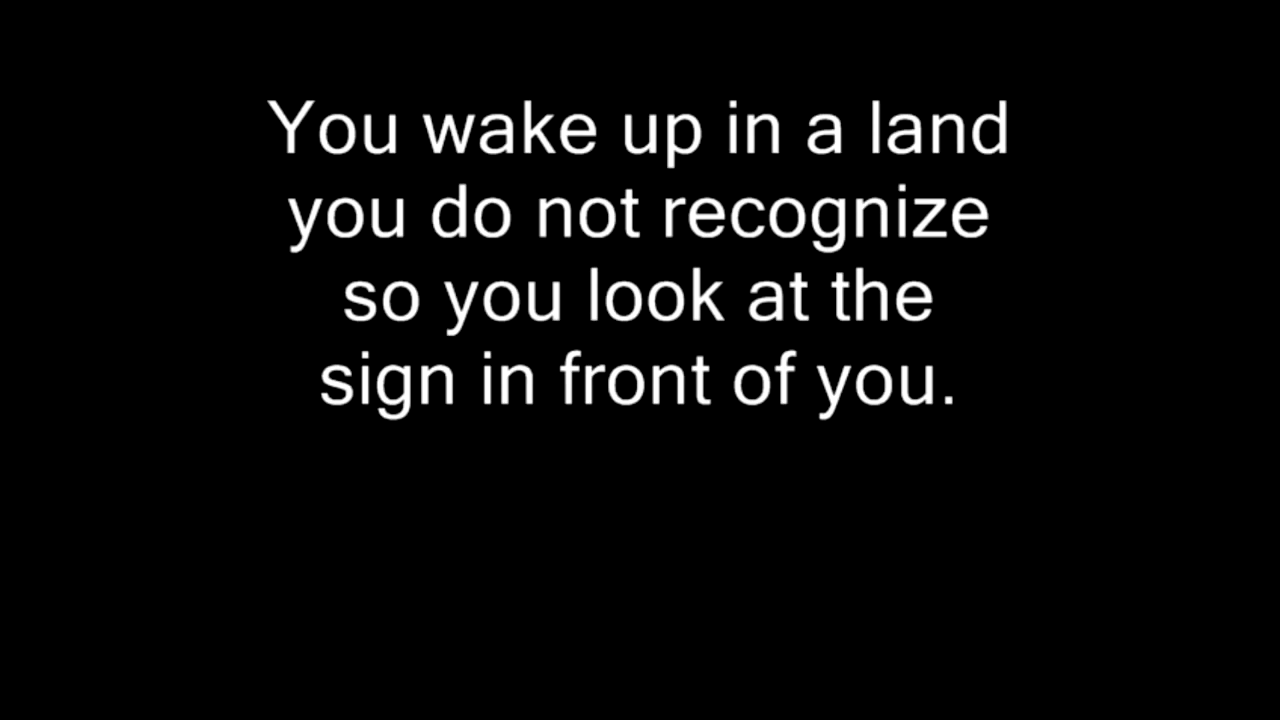 You wake up in a land
you do not recognize
so you look at the
sign in front of you.